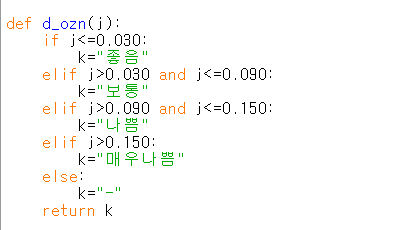 def d_ozn(j):
    if j<=0.030:
        k="좋음"
    elif j>0.030 and j<=0.090:
        k="보통"
    elif j>0.090 and j<=0.150:
        k="나쁨"
    elif j>0.150:
        k="매우나쁨"
    else:
        k="-"
    return k